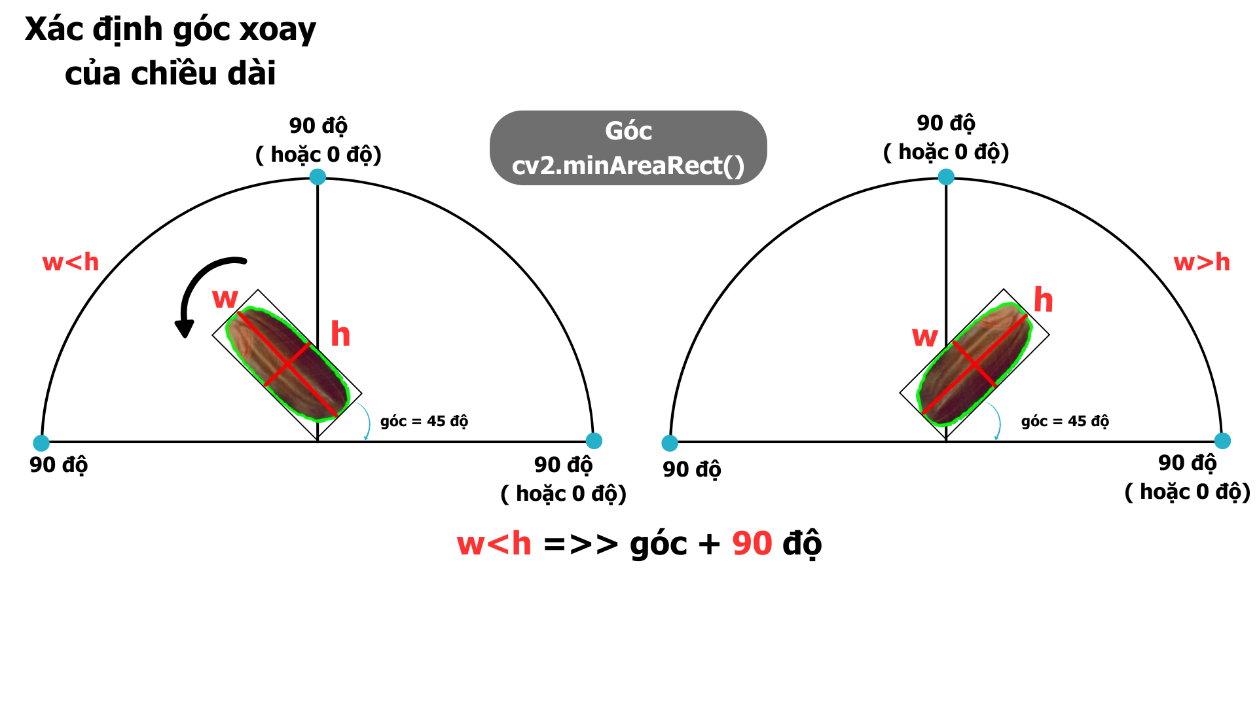 Xác định góc xoay
của chiều dài
Góc
cv2.minAreaRect()
90 độ
( hoặc 0 độ)
w<h
w
h
góc = 45 độ
90 độ
90 độ
( hoặc 0 độ)
90 độ
( hoặc 0 độ)
w>h
h
w
góc = 45 độ
90 độ
90 độ
( hoặc 0 độ)
w<h =>> góc + 90 độ